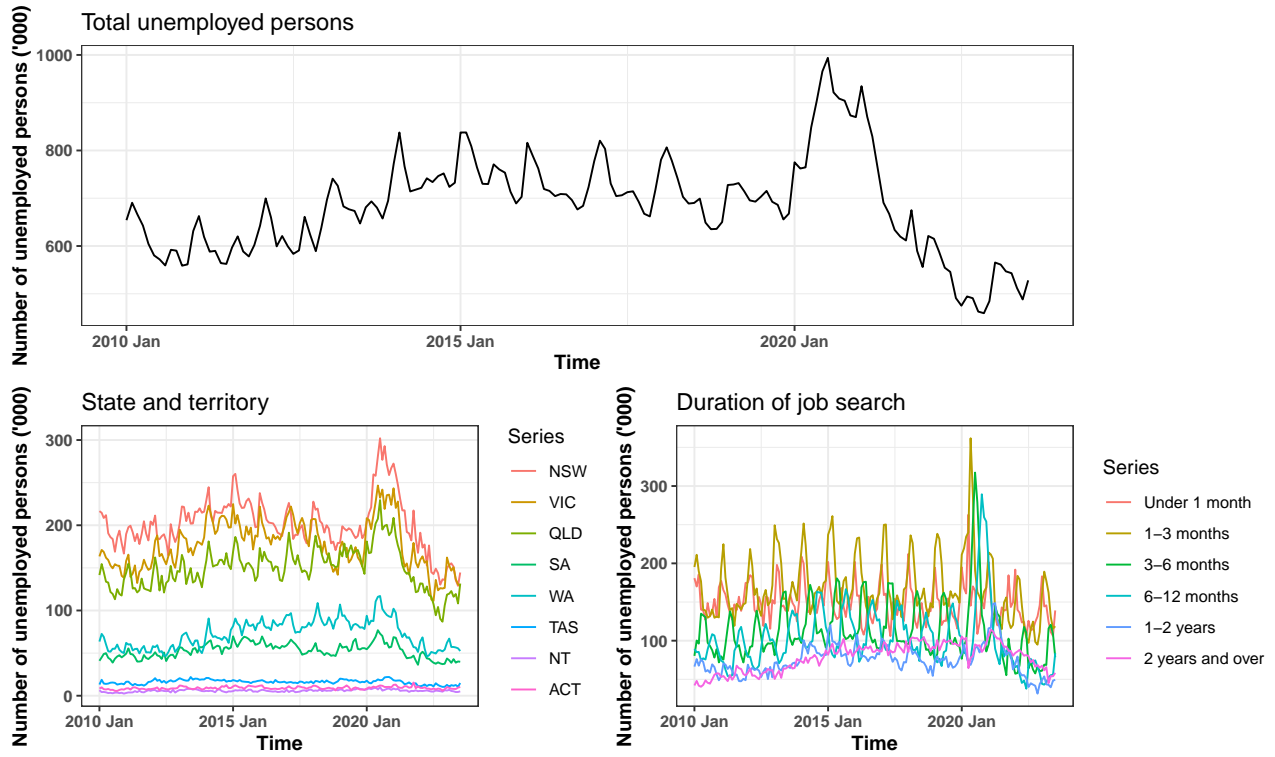 Total unemployed persons
Number of unemployed persons ('000)
1000
800
600
2010 Jan
2015 Jan
2020 Jan
Time
State and territory
Number of unemployed persons ('000)
300
200
100
0
2010 Jan
2015 Jan
2020 Jan
Time
Series
NSW
VIC
QLD
SA
WA
TAS
NT
ACT
Duration of job search
Number of unemployed persons ('000)
300
200
100
2010 Jan
2015 Jan
2020 Jan
Time
Series
Under 1 month
1−3 months
3−6 months
6−12 months
1−2 years
2 years and over